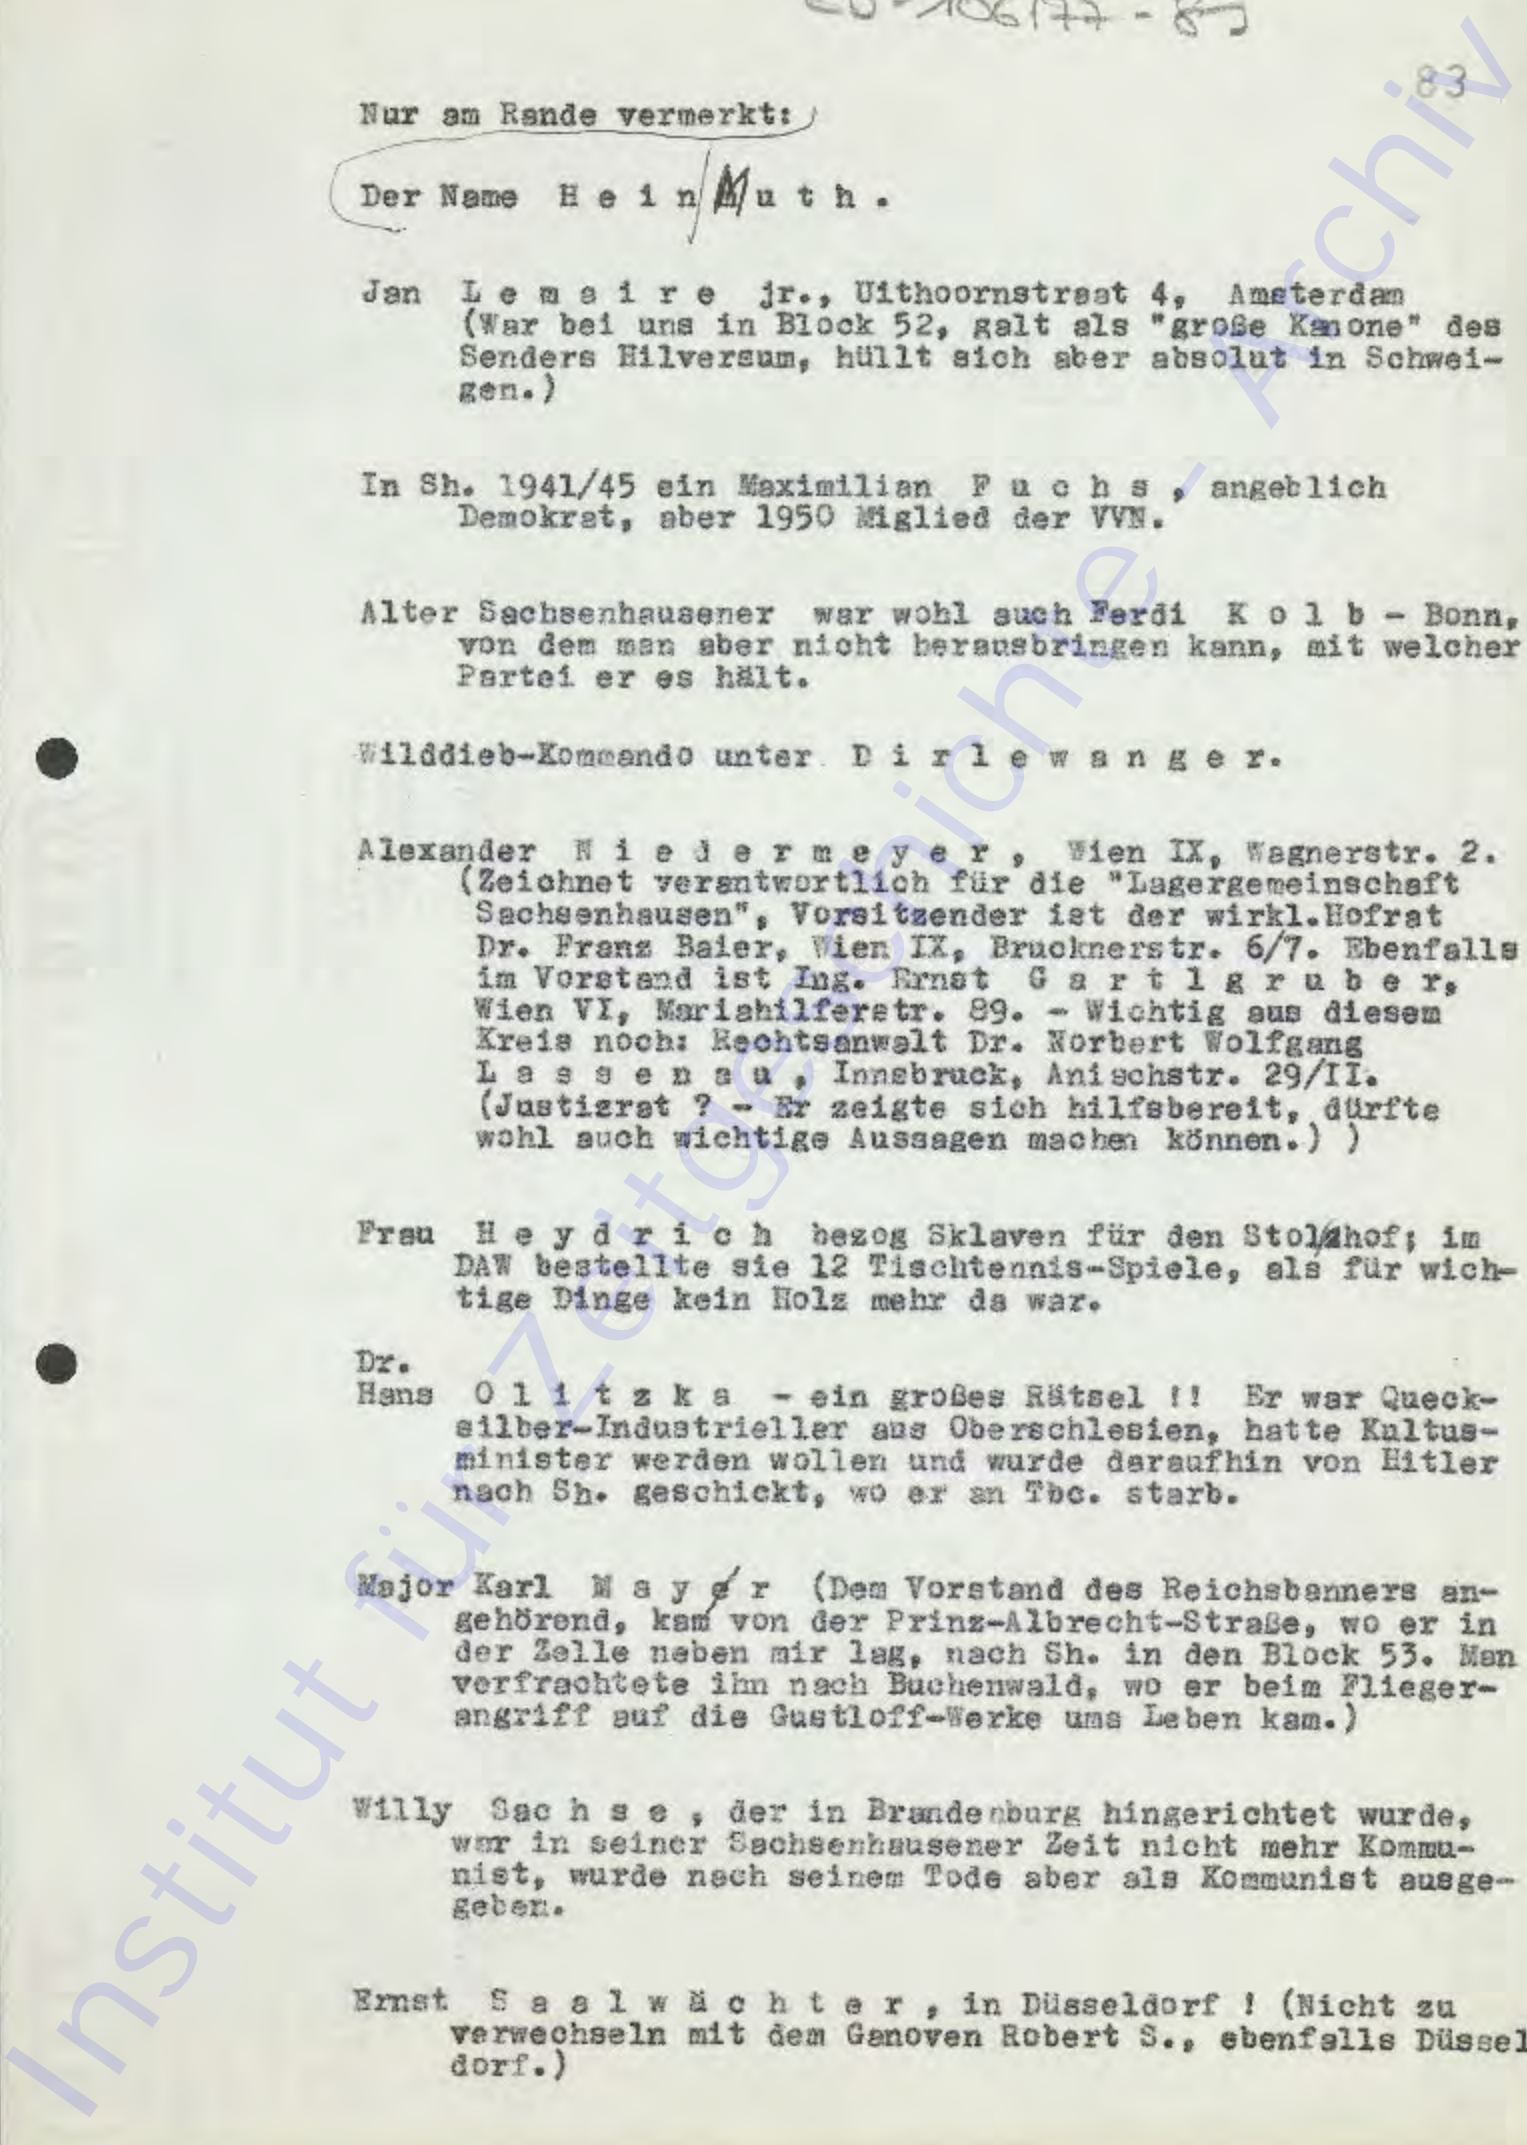 ED-106/77-83
83
Nur am Rande vermerkt:
Der Name H e i n M u t h .
Jan L e m a i r e jr., Uithoornstraat 4, Amsterdam
(War bei uns in Block 52, galt als "große Kanone" des
Senders Hilversum, hüllt sich aber absolut in Schwei-
gen.)
In Sh. 1941/45 ein Maximilian F u c h s , angeblich
Demokrat, aber 1950 Miglied der VVN.
Alter Sachsenhausener war wohl auch Ferdi K o l b - Bonn,
von dem man aber nicht herausbringen kann, mit welcher
Partei er es hält.
Wilddieb-Kommando unter D i r l e w a n g e r.
Alexander N i e d e r m e y e r , Wien IX, Wagnerstr. 2.
(Zeichnet verantwortlich für die "Lagergemeinschaft
Sachsenhausen", Vorsitzender ist der wirkl.Hofrat
Dr. Franz Baier, Wien IX, Brucknerstr. 6/7. Ebenfalls
im Vorstand ist Ing. Ernst G a r t l g r u b e r,
Wien VI, Mariahilferstr. 89. - Wichtig aus diesem
Kreis noch: Rechtsanwalt Dr. Norbert Wolfgang
L a s s e n a u , Innsbruck, Anischstr. 29/II.
(Justizrat ? - Er zeigte sich hilfsbereit, dürfte
wohl auch wichtige Aussagen machen können.) )
Frau H e y d r i c h bezog Sklaven für den Stolzhof; im
DAW bestellte sie 12 Tischtennis-Spiele, als für wich-
tige Dinge kein Holz mehr da war.
Dr.
Hans O l i t z k a - ein großes Rätsel !! Er war Queck-
silber-Industrieller aus Oberschlesien, hatte Kultus-
minister werden wollen und wurde daraufhin von Hitler
nach Sh. geschickt, wo er an Tbc. starb.
Major Karl M a y e r (Dem Vorstand des Reichsbanners an-
gehörend, kam von der Prinz-Albrecht-Straße, wo er in
der Zelle neben mir lag, nach Sh. in den Block 53. Man
verfrachtete ihn nach Buchenwald, wo er beim Flieger-
angriff auf die Gustloff-Werke ums Leben kam.)
Willy Sac h s e , der in Brandenburg hingerichtet wurde,
war in seiner Sachsenhausener Zeit nicht mehr Kommu-
nist, wurde nach seinem Tode aber als Kommunist ausge-
geben.
Ernst S a a l w ä c h t e r , in Düsseldorf ! (Nicht zu
verwechseln mit dem Ganoven Robert S., ebenfalls Düssel
dorf.)
Institut für Zeitgeschichte - Archiv